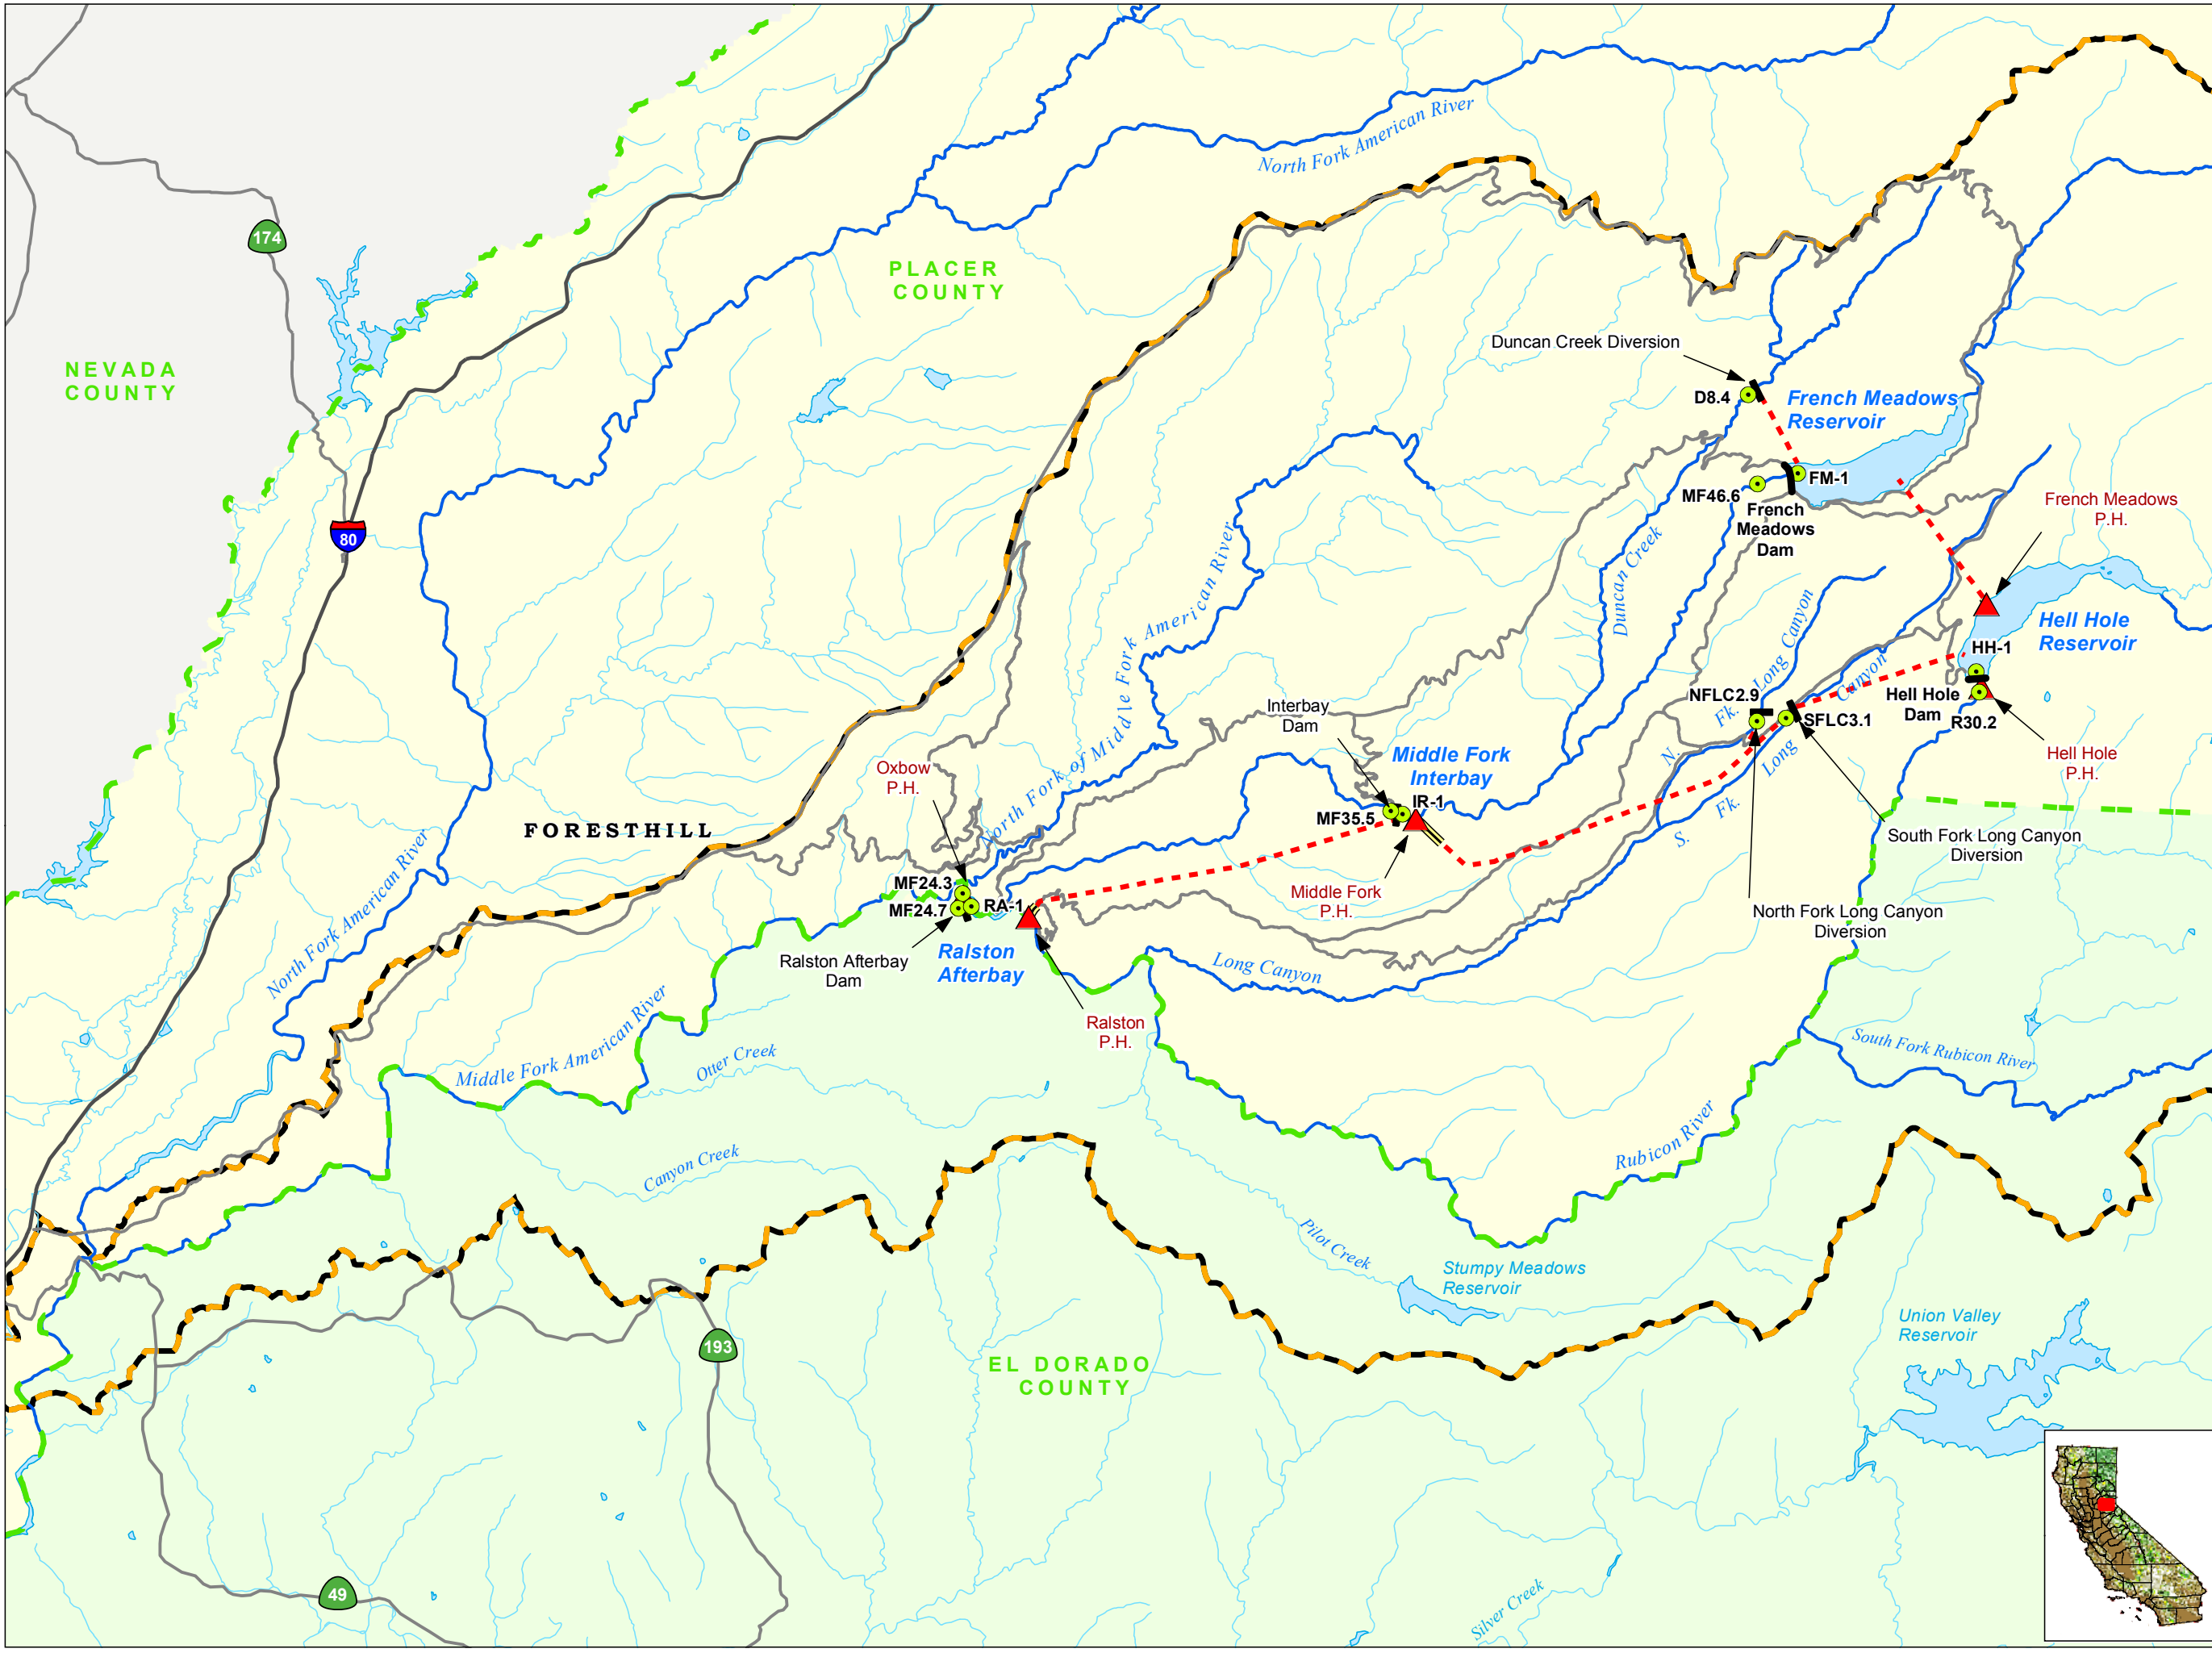 North Fork American River
174
PLACER
COUNTY
NEVADA
COUNTY
Duncan Creek Diversion
D8.4
French Meadows
Reservoir
FM-1
MF46.6
French
Meadows
Dam
French Meadows
P.H.
80
North Fork of Middle Fork American River
Duncan Creek
Hell Hole
Reservoir
HH-1
N. Fk. Long Canyon
NFLC2.9
SFLC3.1
Hell Hole
Dam
R30.2
S. Fk. Long Canyon
Hell Hole
P.H.
Interbay
Dam
Middle Fork
Interbay
IR-1
MF35.5
Middle Fork
P.H.
Oxbow
P.H.
FORESTHILL
South Fork Long Canyon
Diversion
North Fork Long Canyon
Diversion
MF24.3
MF24.7
RA-1
Ralston Afterbay
Dam
Ralston
Afterbay
Long Canyon
North Fork American River
Ralston
P.H.
Middle Fork American River
Otter Creek
South Fork Rubicon River
Canyon Creek
Rubicon River
Pilot Creek
Stumpy Meadows
Reservoir
Union Valley
Reservoir
193
EL DORADO
COUNTY
49
Silver Creek